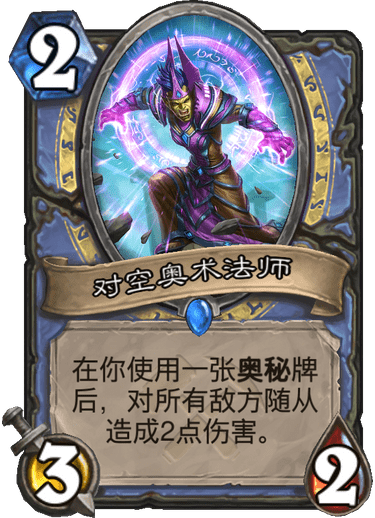 2
对空奥术法师
在你使用一张奥秘牌
后，对所有敌方随从
造成2点伤害。
3
2